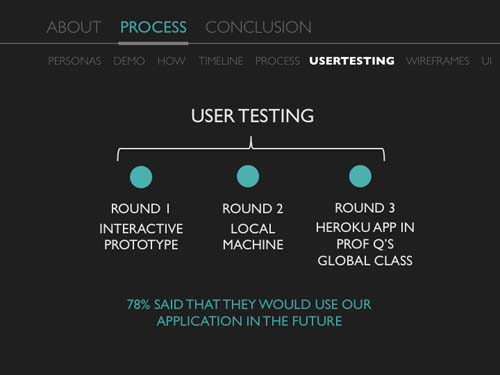 ABOUT PROCESS CONCLUSION
PERSONAS DEMO HOW TIMELINE PROCESS USERTESTING WIREFRAMES UI
USER TESTING
ROUND 1
INTERACTIVE
PROTOTYPE
ROUND 2
LOCAL
MACHINE
ROUND 3
HEROKU APP IN
PROF Q'S
GLOBAL CLASS
78% SAID THAT THEY WOULD USE OUR
APPLICATION IN THE FUTURE